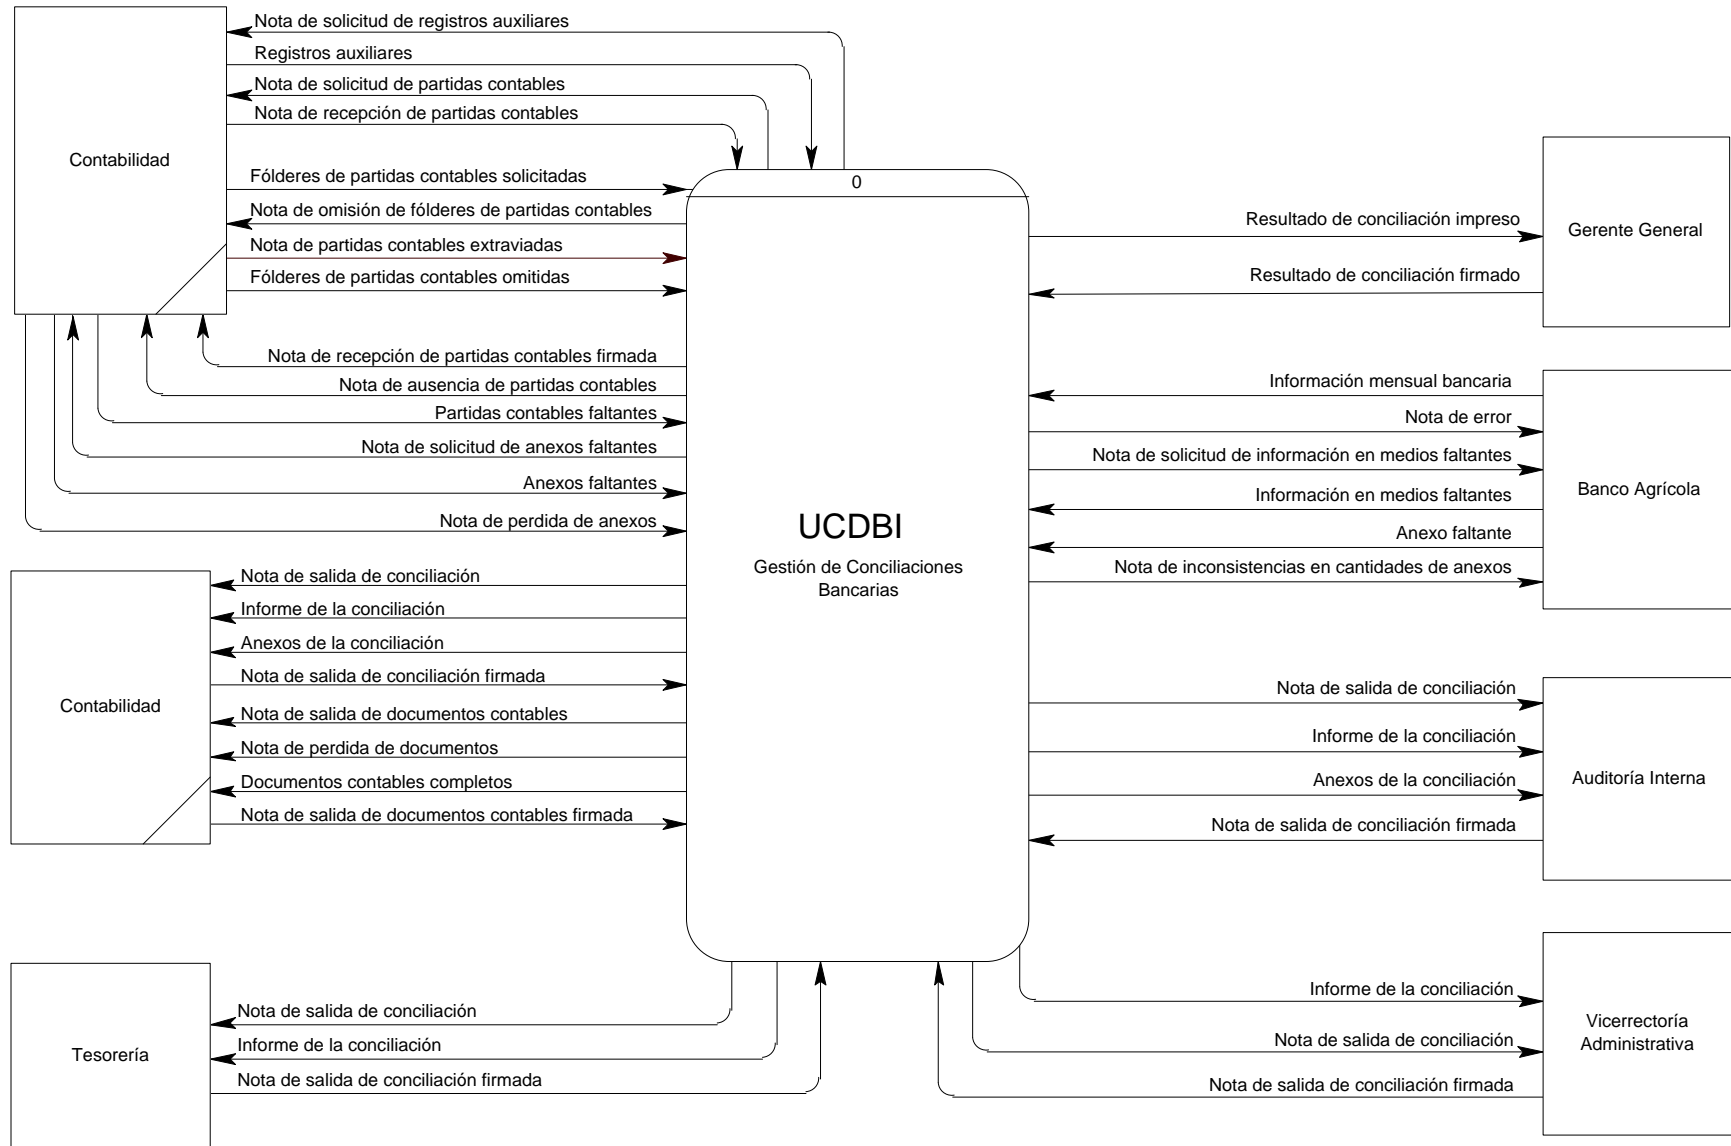 Nota de solicitud de registros auxiliares
Registros auxiliares
Nota de solicitud de partidas contables
Nota de recepción de partidas contables
Contabilidad
Fólderes de partidas contables solicitadas
Nota de omisión de fólderes de partidas contables
Nota de partidas contables extraviadas
Fólderes de partidas contables omitidas
Nota de recepción de partidas contables firmada
Nota de ausencia de partidas contables
Partidas contables faltantes
Nota de solicitud de anexos faltantes
Anexos faltantes
Nota de perdida de anexos
Nota de salida de conciliación
Informe de la conciliación
Anexos de la conciliación
Nota de salida de conciliación firmada
Contabilidad
Nota de salida de documentos contables
Nota de perdida de documentos
Documentos contables completos
Nota de salida de documentos contables firmada
Nota de salida de conciliación
Informe de la conciliación
Tesorería
Nota de salida de conciliación firmada
0
UCDBI
Gestión de Conciliaciones
Bancarias
Resultado de conciliación impreso
Gerente General
Resultado de conciliación firmado
Información mensual bancaria
Nota de error
Nota de solicitud de información en medios faltantes
Banco Agrícola
Información en medios faltantes
Anexo faltante
Nota de inconsistencias en cantidades de anexos
Nota de salida de conciliación
Informe de la conciliación
Auditoría Interna
Anexos de la conciliación
Nota de salida de conciliación firmada
Informe de la conciliación
Vicerrectoría
Administrativa
Nota de salida de conciliación
Nota de salida de conciliación firmada